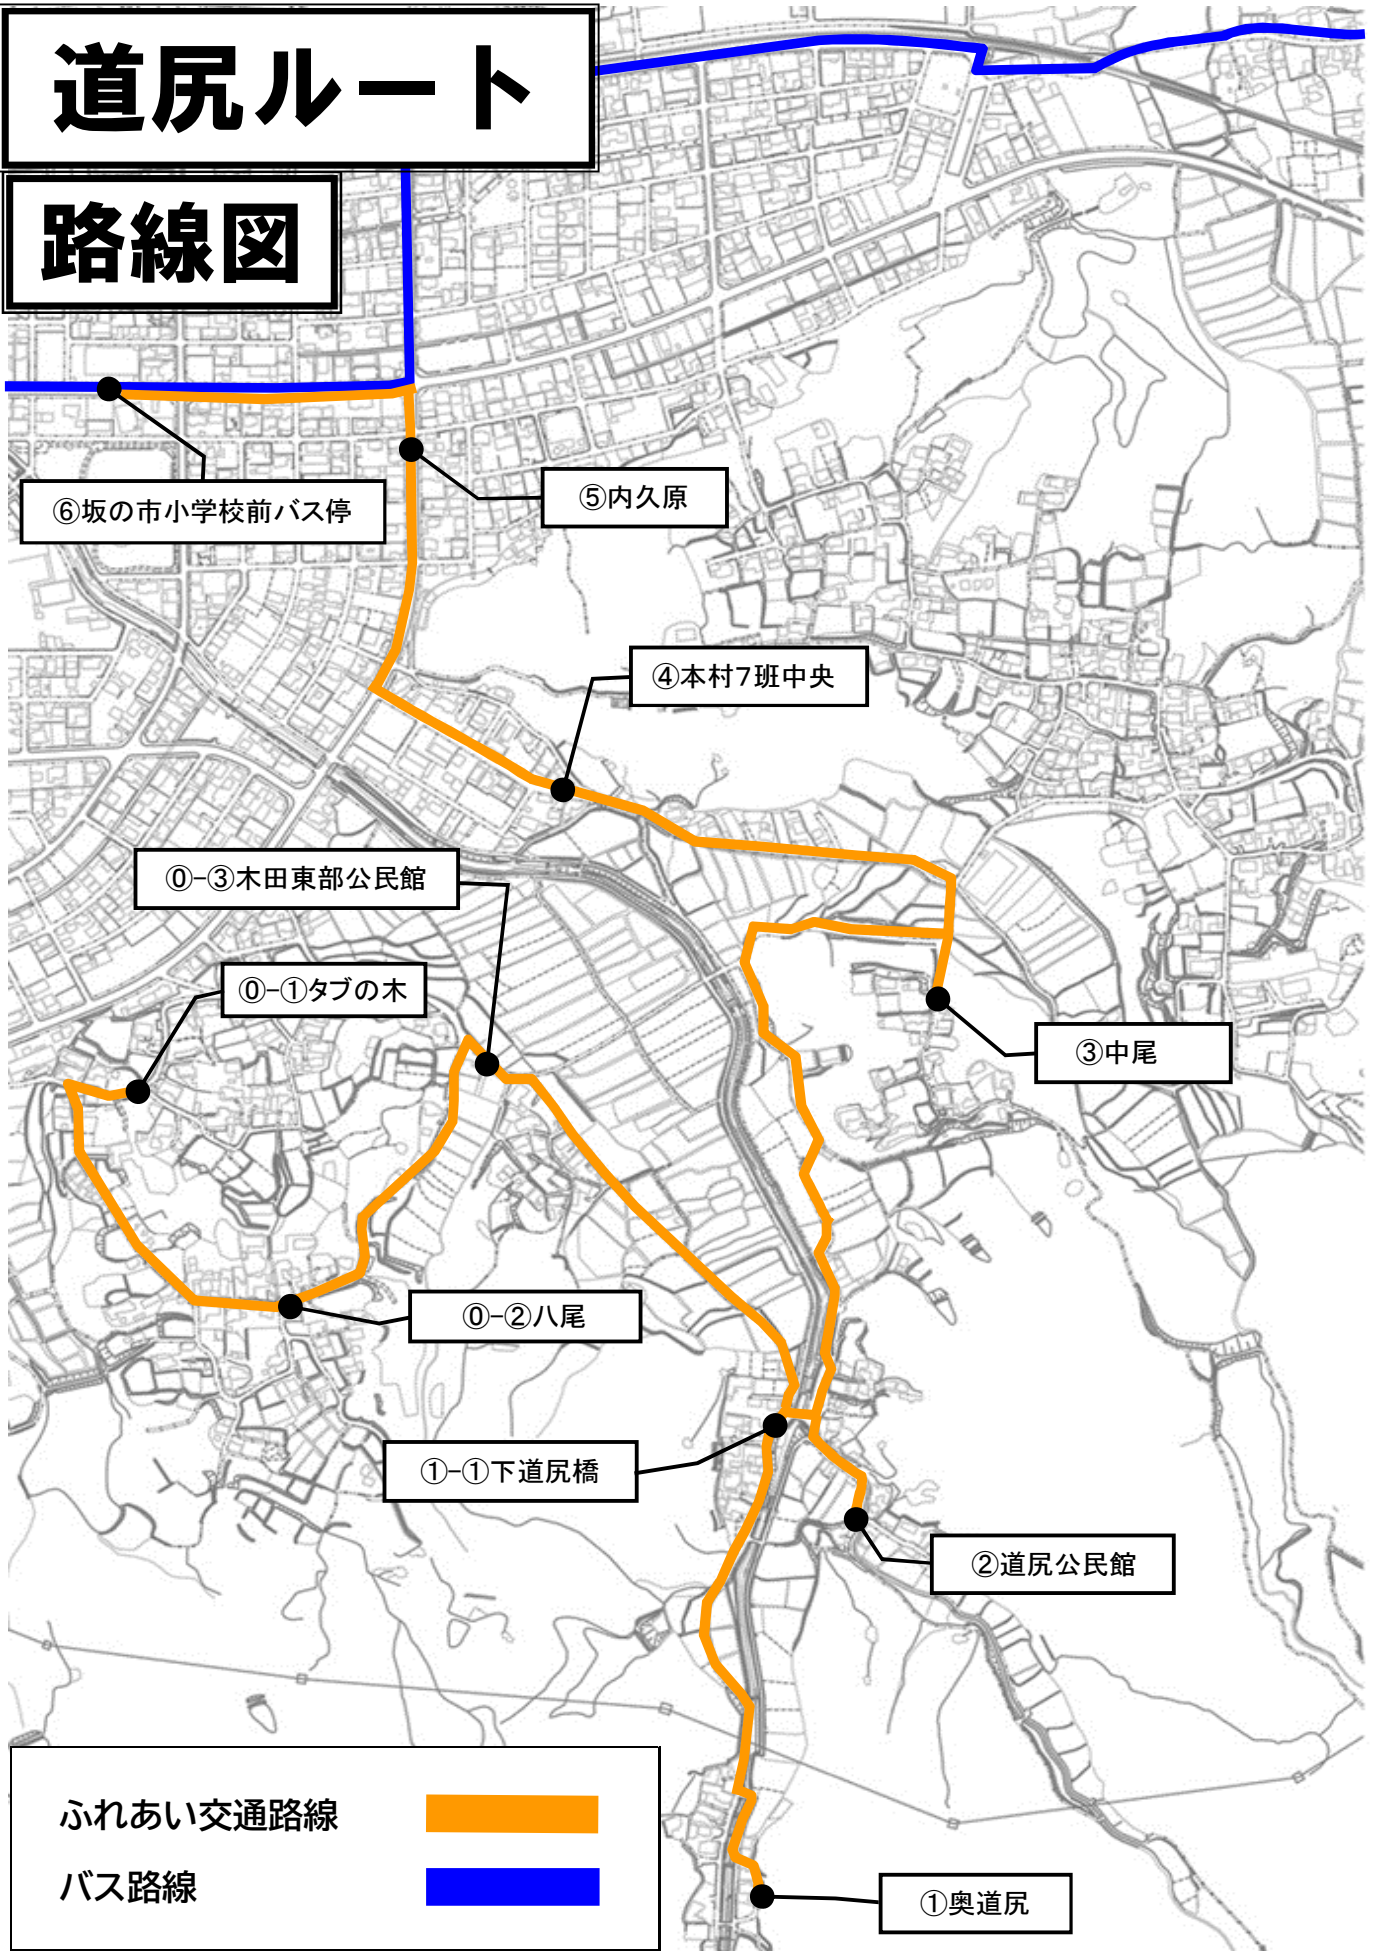 道尻ルート
路線図
⑥坂の市小学校前バス停
⑤内久原
④本村7班中央
⓪-③木田東部公民館
⓪-①タブの木
③中尾
⓪-②八尾
①-①下道尻橋
②道尻公民館
ふれあい交通路線
バス路線
①奥道尻